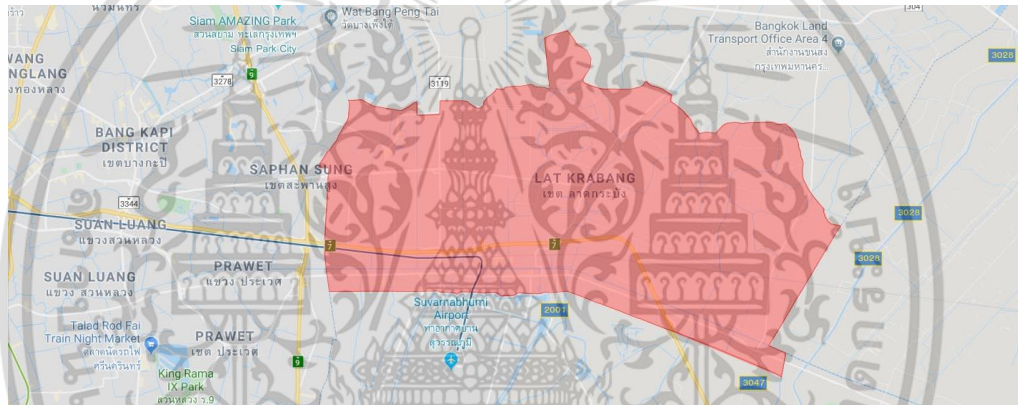 นวมินทร์
Siam AMAZING Park
สวนสยาม ทะเลกรุงเทพฯ
Siam Park City
Wat Bang Peng Tai
วัดบางเพ็งใต้
Bangkok Land
Transport Office Area 4
สำนักงานขนส่ง
กรุงเทพมหานคร...
304
3028
WANG
NGLANG
งทองหลาง
3278
9
3119
BANG KAPI
DISTRICT
เขตบางกะปิ
SAPHAN SUNG
เขตสะพานสูง
LAT KRABANG
เขต ลาดกระบัง
3344
SUAN LUANG
แขวงสวนหลวง
3028
7
7
3028
SUAN LUANG
แขวง สวนหลวง
PRAWET
แขวง ประเวศ
Suvarnabhumi
Airport
ท่าอากาศยาน
สุวรรณภูมิ
2001
Talad Rod Fai
Train Night Market
ตลาดนัดรถไฟ
ศรีนครินทร์
PRAWET
เขต ประเวศ
9
King Rama
IX Park
สวนหลวง ร.9
3047